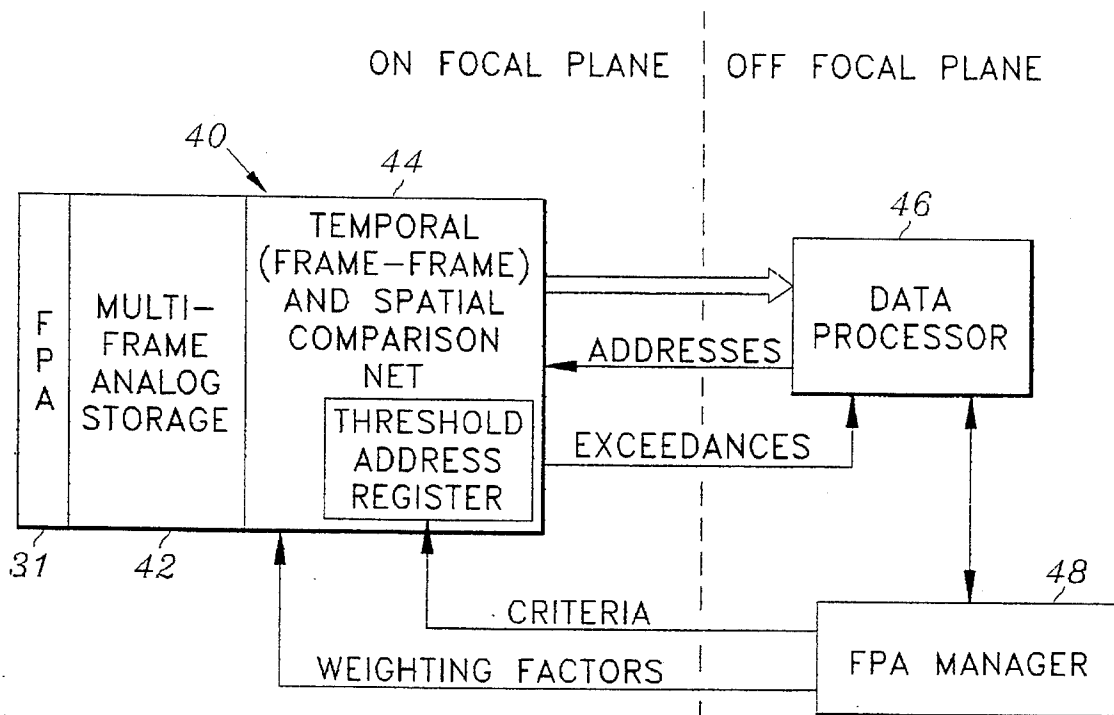 ON FOCAL PLANE
OFF FOCAL PLANE
40
44
46
FPA
MULTI-
FRAME
ANALOG
STORAGE
TEMPORAL
(FRAME-FRAME)
AND SPATIAL
COMPARISON
NET
THRESHOLD
ADDRESS
REGISTER
DATA
PROCESSOR
ADDRESSES
EXCEEDANCES
31
42
48
CRITERIA
WEIGHTING FACTORS
FPA MANAGER